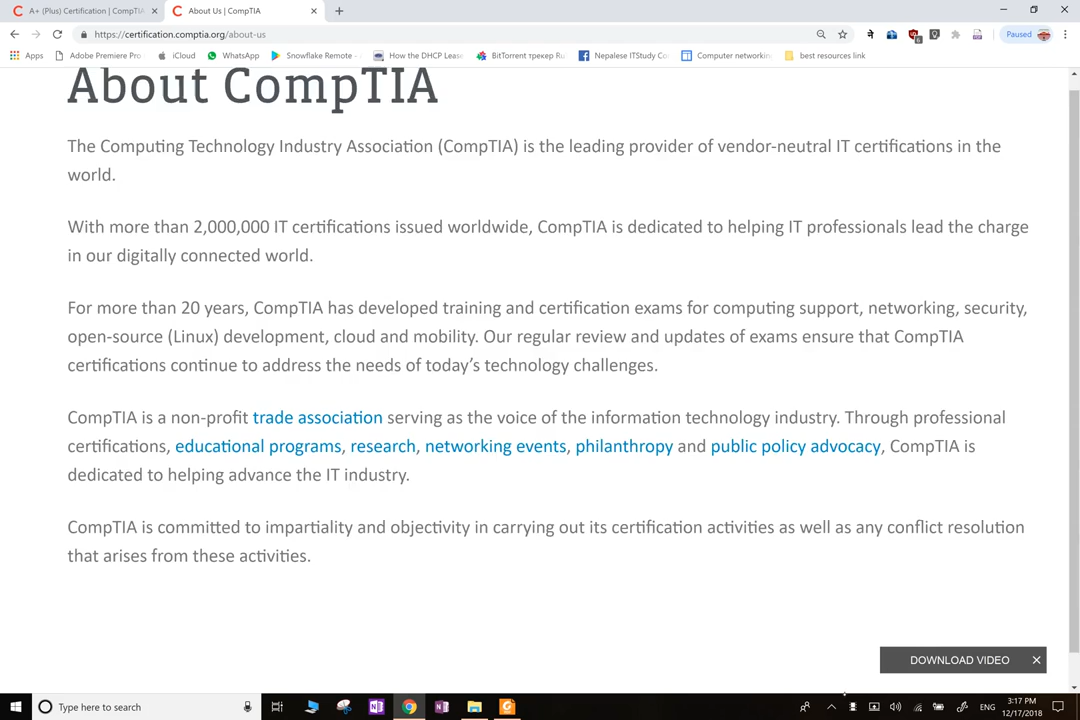 A+ (Plus) Certification | CompTIA
About Us | CompTIA
https://certification.comptia.org/about-us
Paused
Apps
Adobe Premiere Pro
iCloud
WhatsApp
Snowflake Remote -
How the DHCP Lease
BitTorrent трекер Ru
Nepalese ITStudy Co
Computer networking
best resources link
About CompTIA
The Computing Technology Industry Association (CompTIA) is the leading provider of vendor-neutral IT certifications in the
world.
With more than 2,000,000 IT certifications issued worldwide, CompTIA is dedicated to helping IT professionals lead the charge
in our digitally connected world.
For more than 20 years, CompTIA has developed training and certification exams for computing support, networking, security,
open-source (Linux) development, cloud and mobility. Our regular review and updates of exams ensure that CompTIA
certifications continue to address the needs of today's technology challenges.
CompTIA is a non-profit trade association serving as the voice of the information technology industry. Through professional
certifications, educational programs, research, networking events, philanthropy and public policy advocacy, CompTIA is
dedicated to helping advance the IT industry.
CompTIA is committed to impartiality and objectivity in carrying out its certification activities as well as any conflict resolution
that arises from these activities.
DOWNLOAD VIDEO
Type here to search
ENG
3:17 PM
12/17/2018